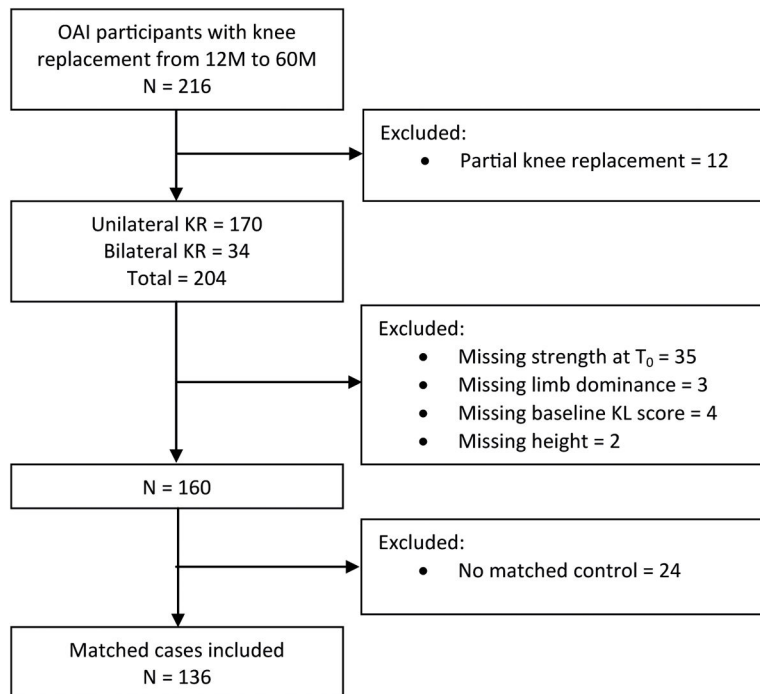 OAI participants with knee
replacement from 12M to 60M
N = 216
Excluded:
• Partial knee replacement = 12
Unilateral KR = 170
Bilateral KR = 34
Total = 204
Excluded:
• Missing strength at T₀ = 35
• Missing limb dominance = 3
• Missing baseline KL score = 4
• Missing height = 2
N = 160
Excluded:
• No matched control = 24
Matched cases included
N = 136